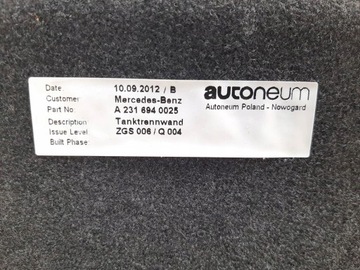 Date 10.09.2012 / B
Customer Mercedes-Benz
Part No A 231 694 0025
Description Tanktrennwand
Issue Level ZGS 006 / Q 004
Built Phase
autoneum
Autoneum Poland - Nowogard